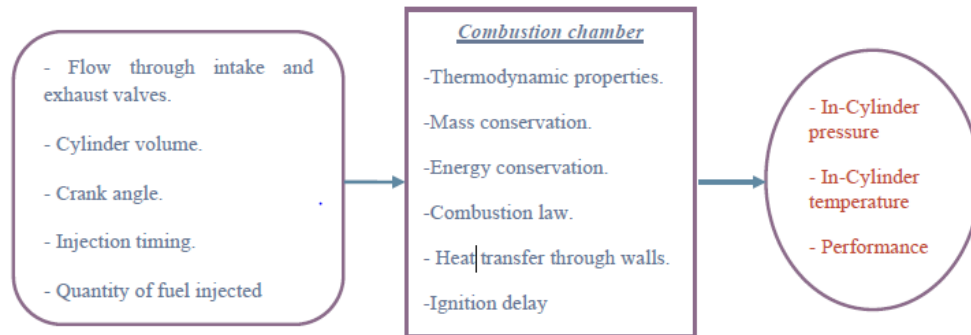 - Flow through intake and
exhaust valves.
- Cylinder volume.
- Crank angle.
- Injection timing.
- Quantity of fuel injected
Combustion chamber
-Thermodynamic properties.
-Mass conservation.
-Energy conservation.
-Combustion law.
- Heat transfer through walls.
-Ignition delay
- In-Cylinder
pressure
- In-Cylinder
temperature
- Performance